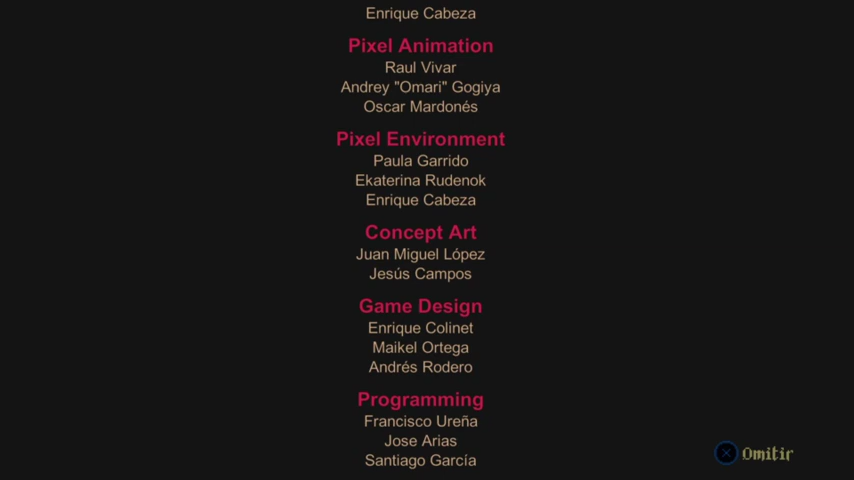 Enrique Cabeza
Pixel Animation
Raul Vivar
Andrey "Omari" Gogiya
Oscar Mardonés
Pixel Environment
Paula Garrido
Ekaterina Rudenok
Enrique Cabeza
Concept Art
Juan Miguel López
Jesús Campos
Game Design
Enrique Colinet
Maikel Ortega
Andrés Rodero
Programming
Francisco Ureña
Jose Arias
Santiago García
Omitir